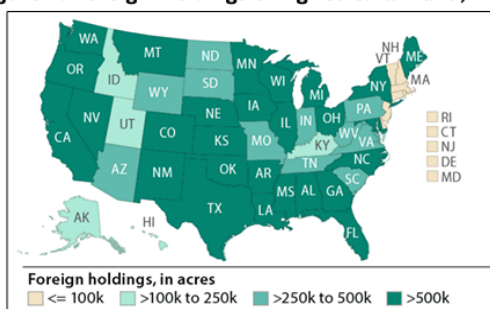 WA
OR
CA
NV
ID
MT
WY
UT
AZ
CO
NM
ND
SD
NE
KS
OK
TX
MN
IA
MO
AR
LA
WI
IL
MI
IN
OH
KY
TN
MS
AL
GA
FL
SC
NC
VA
WV
PA
NY
VT
NH
ME
MA
RI
CT
NJ
DE
MD
AK
HI
Foreign holdings, in acres
<= 100k >100k to 250k >250k to 500k >500k